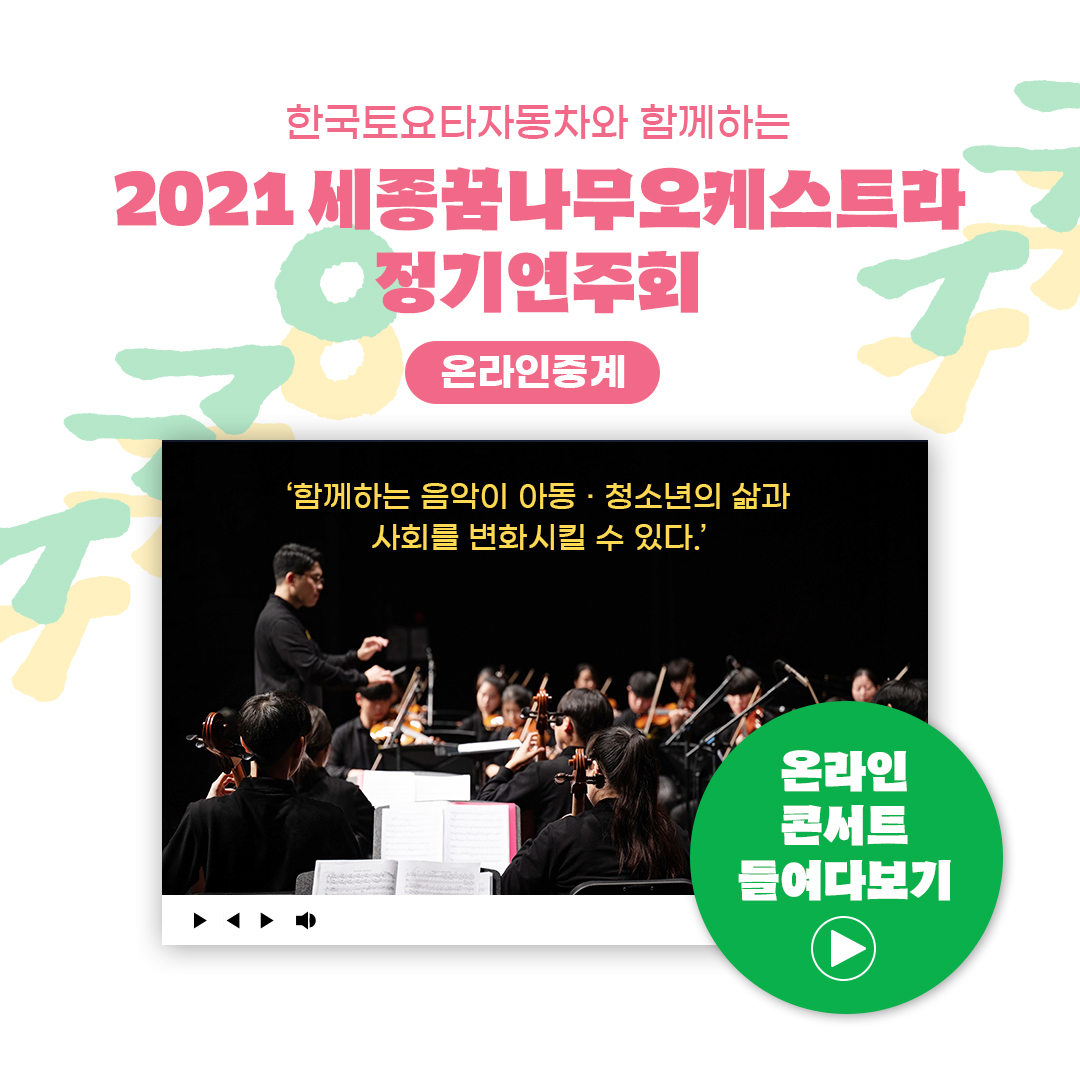 한국토요타자동차와 함께하는
2021 세종꿈나무오케스트라
정기연주회
온라인중계
‘함께하는 음악이 아동 · 청소년의 삶과
사회를 변화시킬 수 있다.’
온라인
콘서트
들여다보기